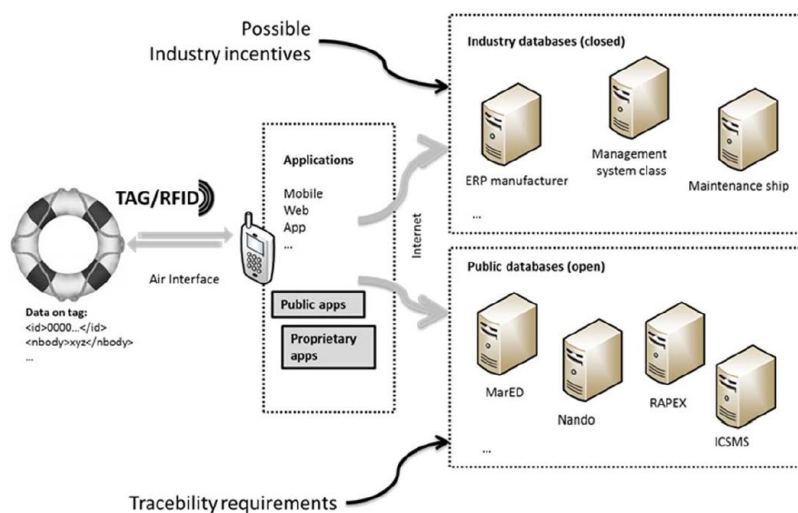 Possible
Industry incentives
Industry databases (closed)
ERP manufacturer
Management
system class
Maintenance ship
...
Applications
Mobile
Web
App
...
Public apps
Proprietary
apps
TAG/RFID
Air Interface
Data on tag:
<id>0000...</id>
<nbody>xyz</nbody>
...
Internet
Public databases (open)
MarED
Nando
RAPEX
ICSMS
...
Tracebility requirements